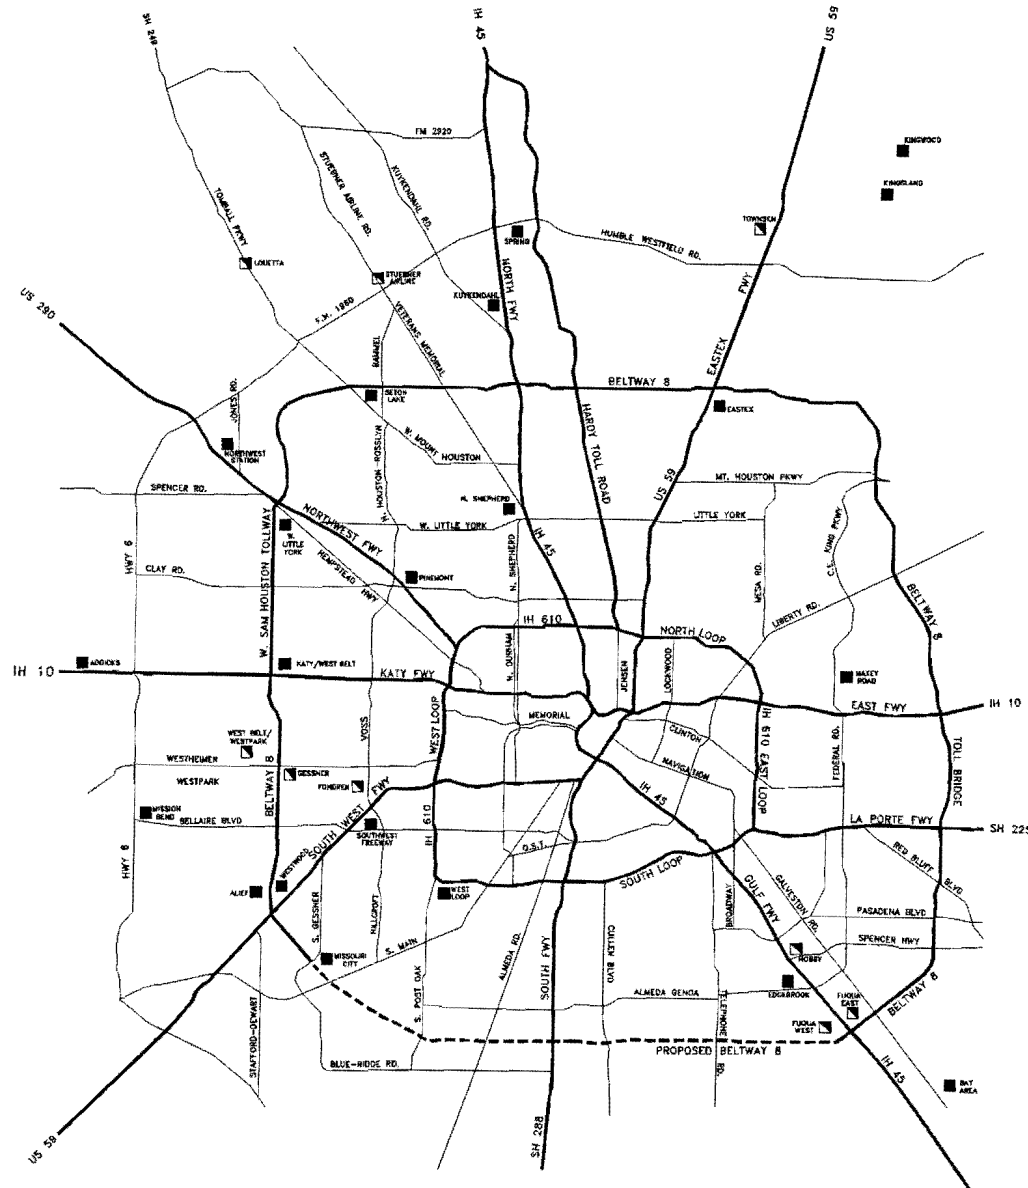 SH 249
IH 45
US 59
FM 2920
KINGWOOD
KINGSLAND
STUEBNER AIRLINE RD.
KUYKENDAHL RD.
TOMBALL PKWY
TOWNSEN
SPRING
HUMBLE WESTFIELD RD.
LOUETTA
STUEBNER
AIRLINE
NORTH FWY
FWY
US 290
KUYKENDAHL
F.M. 1960
VETERANS MEMORIAL
RAMMEL
EASTEX
BELTWAY 8
JONES RD.
SETON
LAKE
EASTEX
HARDY TOLL ROAD
W. MOUNT
HOUSTON
NORTHWEST
STATION
N. HOUSTON-ROSSLYN
US 59
MT. HOUSTON PKWY
SPENCER RD.
N. SHEPHERD
NORTHWEST FWY
W. LITTLE YORK
LITTLE YORK
W.
LITTLE
YORK
HWY 6
W. SAM HOUSTON TOLLWAY
HEMPSTEAD HWY
IH 45
C.E. KING PKWY
CLAY RD.
PINEMONT
N. SHEPHERD
MESA RD.
LIBERTY RD.
BELTWAY 8
IH 610
NORTH LOOP
N. DURHAM
JENSEN
LOCKWOOD
IH 10
ADDICKS
KATY/WEST BELT
KATY FWY
MAXEY
ROAD
EAST FWY
IH 10
MEMORIAL
WEST LOOP
VOSS
CLINTON
IH 610 EAST LOOP
FEDERAL RD.
WEST BELT/
WESTPARK
WESTHEIMER
WESTPARK
GESSNER
FONDREN
NAVIGATION
TOLL BRIDGE
BELTWAY 8
SOUTH WEST FWY
IH 45
MISSION
BEND
BELLAIRE BLVD
SOUTHWEST
FREEWAY
IH 610
LA PORTE FWY
SH 225
O.S.T.
HWY 6
WESTWOOD
SOUTH LOOP
RED BLUFF BLVD
ALIEF
WEST
LOOP
GULF FWY
GALVESTON RD.
BROADWAY
PASADENA BLVD
S. GESSNER
HILLCROFT
S. MAIN
ALMEDA RD.
SOUTH FWY
CULLEN BLVD
SPENCER HWY
HOBBY
MISSOURI
CITY
EDGEBROOK
S. POST OAK
ALMEDA GENOA
FUQUA
EAST
BELTWAY 8
FUQUA
WEST
TELEPHONE RD.
STAFFORD-DEWART
BLUE-RIDGE RD.
PROPOSED BELTWAY 8
IH 45
BAY
AREA
US 59
SH 288